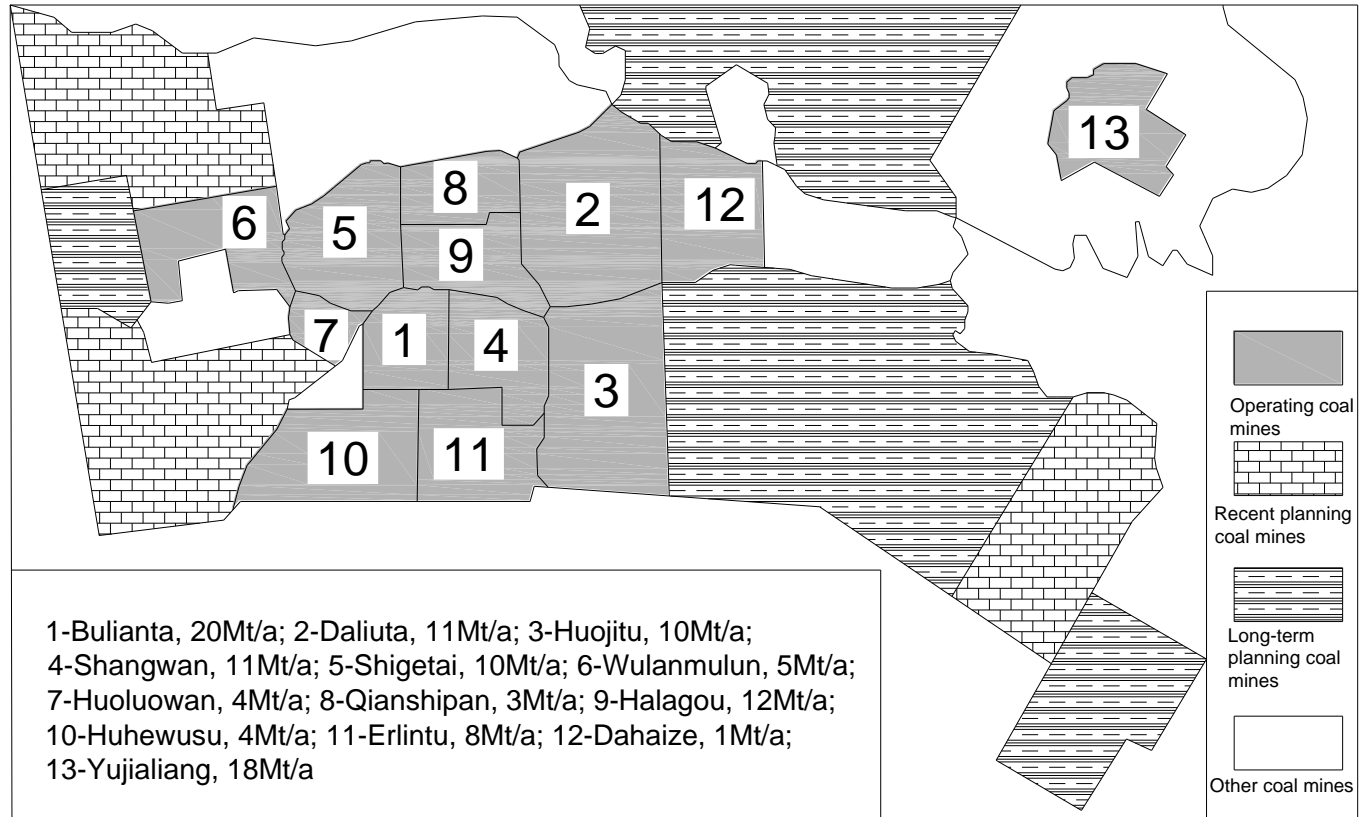 13
8
6
2
12
5
9
7
1
4
3
10
11
Operating coal
mines
Recent planning
coal mines
Long-term
planning coal
mines
Other coal mines
1-Bulianta, 20Mt/a; 2-Daliuta, 11Mt/a; 3-Huojitu, 10Mt/a;
4-Shangwan, 11Mt/a; 5-Shigetai, 10Mt/a; 6-Wulanmulun, 5Mt/a;
7-Huoluowan, 4Mt/a; 8-Qianshipan, 3Mt/a; 9-Halagou, 12Mt/a;
10-Huhewusu, 4Mt/a; 11-Erlintu, 8Mt/a; 12-Dahaize, 1Mt/a;
13-Yujialiang, 18Mt/a